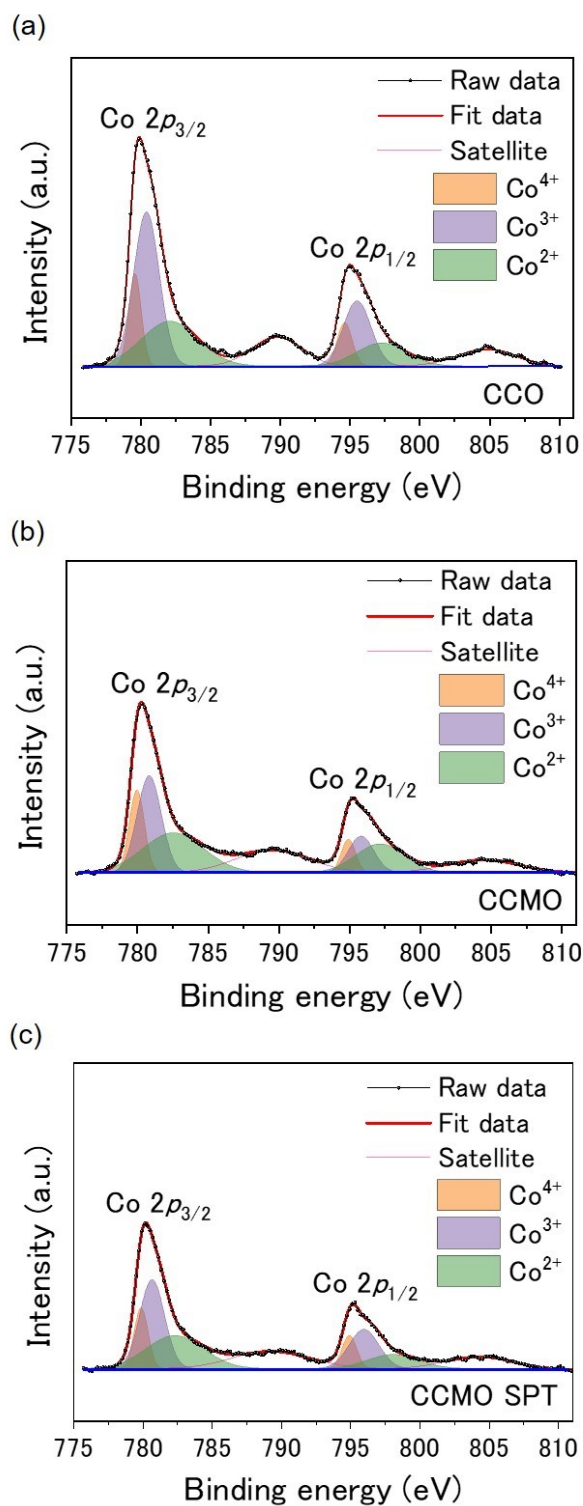 (a)
Raw data
Fit data
Satellite
Co⁴⁺
Co³⁺
Co²⁺
Co 2p₃/₂
Co 2p₁/₂
CCO
Intensity (a.u.)
775 780 785 790 795 800 805 810
Binding energy (eV)
(b)
Raw data
Fit data
Satellite
Co⁴⁺
Co³⁺
Co²⁺
Co 2p₃/₂
Co 2p₁/₂
CCMO
Intensity (a.u.)
775 780 785 790 795 800 805 810
Binding energy (eV)
(c)
Raw data
Fit data
Satellite
Co⁴⁺
Co³⁺
Co²⁺
Co 2p₃/₂
Co 2p₁/₂
CCMO SPT
Intensity (a.u.)
775 780 785 790 795 800 805 810
Binding energy (eV)